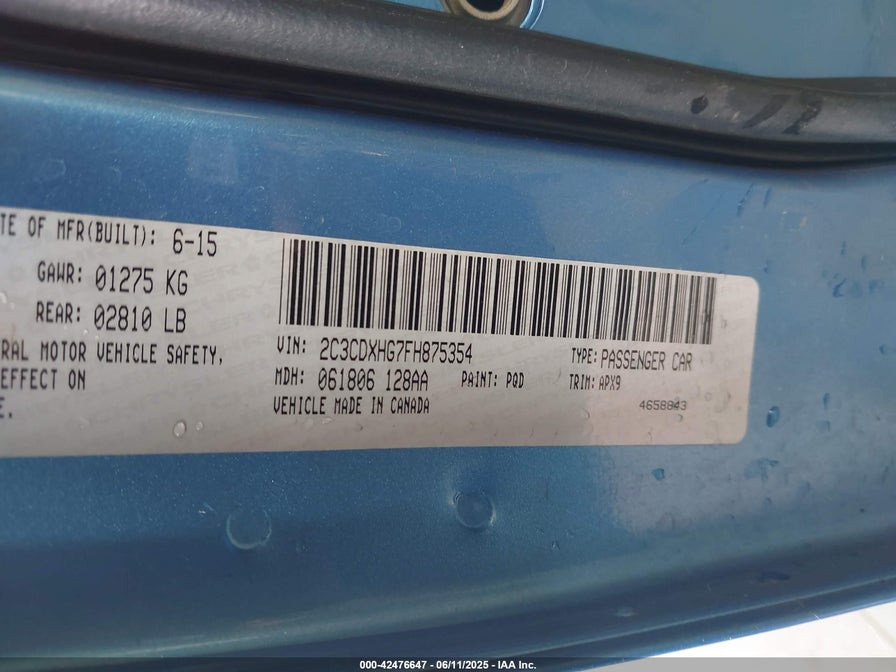 TE OF MFR(BUILT): 6-15
GAWR: 01275 KG
REAR: 02810 LB
RAL MOTOR VEHICLE SAFETY,
EFFECT ON
E.
VIN: 2C3CDXHG7FH875354
TYPE: PASSENGER CAR
MDH: 061806 128AA
PAINT: PQD
TRIM: APX9
VEHICLE MADE IN CANADA
4658843
000-42476647 - 06/11/2025 - IAA Inc.